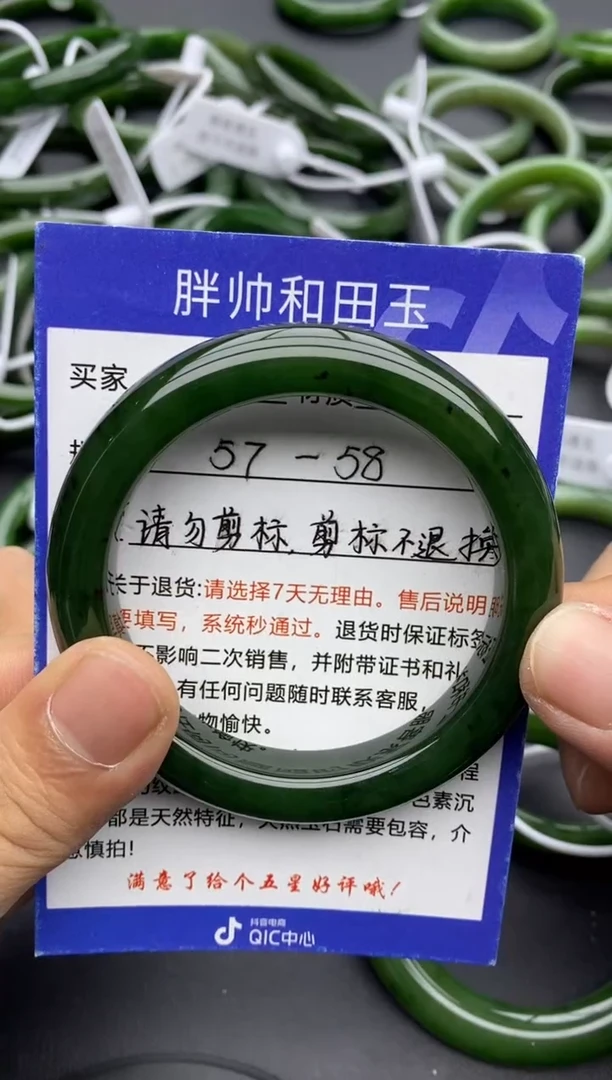 胖帅和田玉
买家
57-58
请勿剪标,剪标不退换
关于退货:请选择7天无理由。售后说明
要填写,系统秒通过。退货时保证标签
不影响二次销售,并附带证书和礼
有任何问题随时联系客服,
物愉快。
色素沉
都是天然特征,天然玉石需要包容,介
意慎拍!
满意了给个五星好评哦!
抖音电商
QIC中心